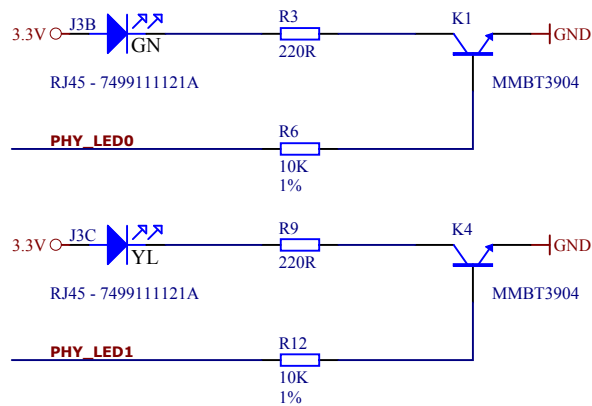 J3B
R3
K1
3.3V
GN
220R
GND
RJ45 - 7499111121A
MMBT3904
PHY_LED0
R6
10K
1%
J3C
R9
K4
3.3V
YL
220R
GND
RJ45 - 7499111121A
MMBT3904
PHY_LED1
R12
10K
1%